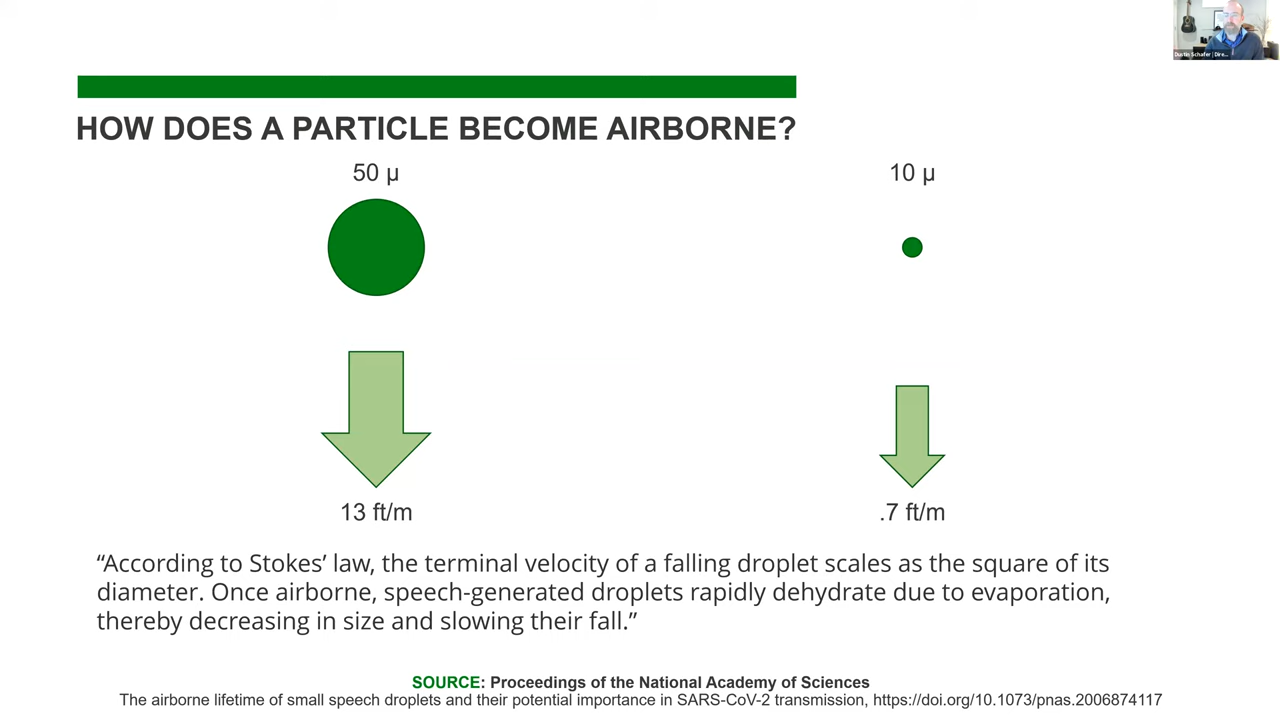 Dustin Schafer | Dire...
HOW DOES A PARTICLE BECOME AIRBORNE?
50 µ
10 µ
13 ft/m
.7 ft/m
“According to Stokes’ law, the terminal velocity of a falling droplet scales as the square of its
diameter. Once airborne, speech-generated droplets rapidly dehydrate due to evaporation,
thereby decreasing in size and slowing their fall.”
SOURCE: Proceedings of the National Academy of Sciences
The airborne lifetime of small speech droplets and their potential importance in SARS-CoV-2 transmission, https://doi.org/10.1073/pnas.2006874117